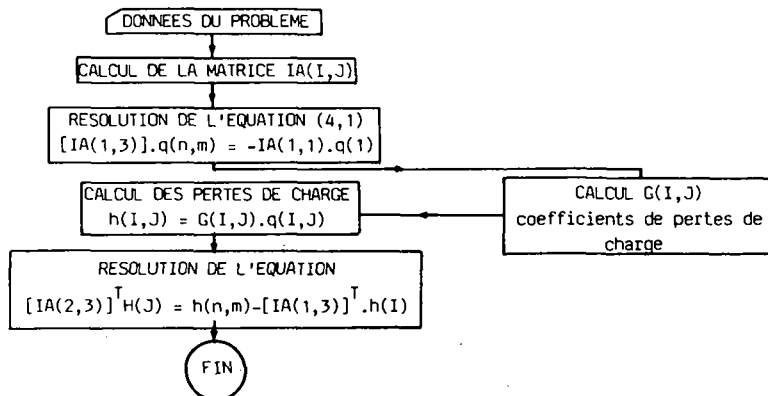 DONNEES DU PROBLEME
CALCUL DE LA MATRICE IA(I,J)
RESOLUTION DE L'EQUATION (4,1)
[IA(1,3)].q(n,m) = -IA(1,1).q(1)
CALCUL G(I,J)
coefficients de pertes de
charge
CALCUL DES PERTES DE CHARGE
h(I,J) = G(I,J).q(I,J)
RESOLUTION DE L'EQUATION
[IA(2,3)]ᵀH(J) = h(n,m)-[IA(1,3)]ᵀ.h(I)
FIN